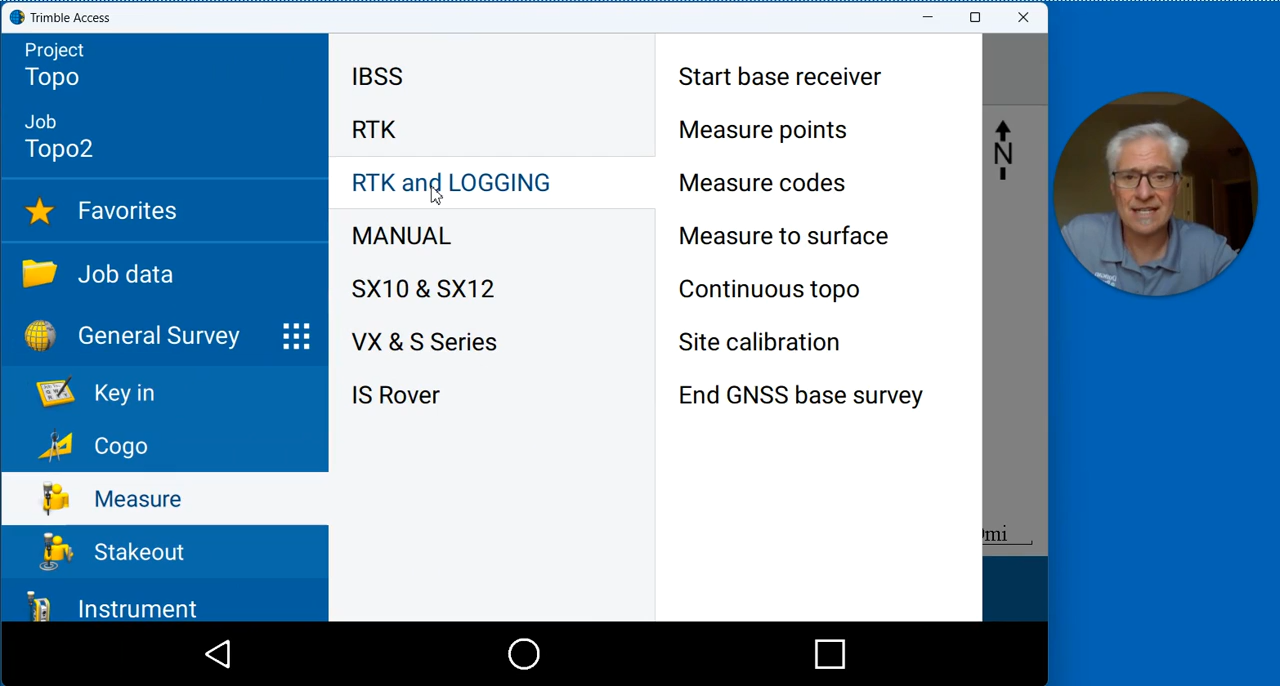 Trimble Access
Project
Topo
Job
Topo2
Favorites
Job data
General Survey
Key in
Cogo
Measure
Stakeout
Instrument
IBSS
RTK
RTK and LOGGING
MANUAL
SX10 & SX12
VX & S Series
IS Rover
Start base receiver
Measure points
Measure codes
Measure to surface
Continuous topo
Site calibration
End GNSS base survey
N
mi